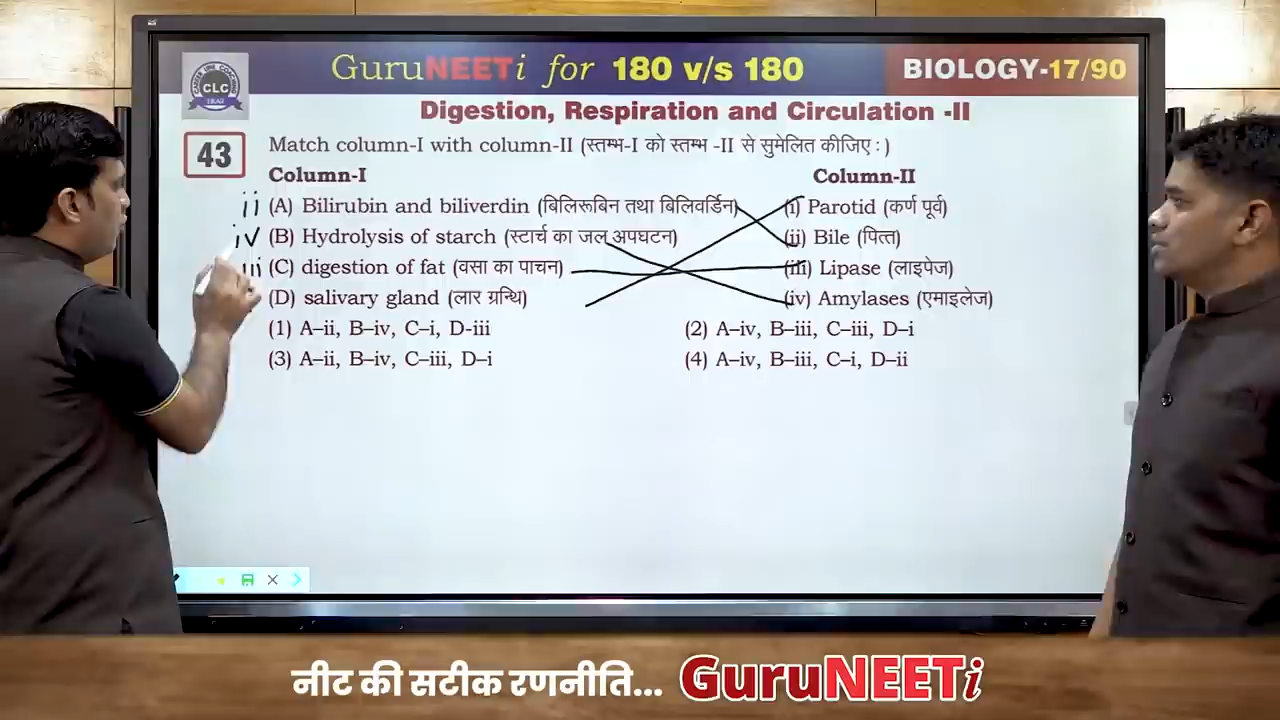 GuruNEETi for 180 v/s 180
BIOLOGY-17/90
CLC
Digestion, Respiration and Circulation -II
43
Match column-I with column-II (स्तम्भ-I को स्तम्भ -II से सुमेलित कीजिए :)
Column-I
Column-II
ii (A) Bilirubin and biliverdin (बिलिरूबिन तथा बिलिवर्डिन)
(i) Parotid (कर्ण पूर्व)
iv (B) Hydrolysis of starch (स्टार्च का जल अपघटन)
(ii) Bile (पित्त)
iii (C) digestion of fat (वसा का पाचन)
(iii) Lipase (लाइपेज)
(D) salivary gland (लार ग्रन्थि)
(iv) Amylases (एमाइलेज)
(1) A–ii, B–iv, C–i, D-iii
(2) A–iv, B–iii, C–iii, D–i
(3) A–ii, B–iv, C–iii, D–i
(4) A–iv, B–iii, C–i, D–ii
नीट की सटीक रणनीति... GuruNEETi